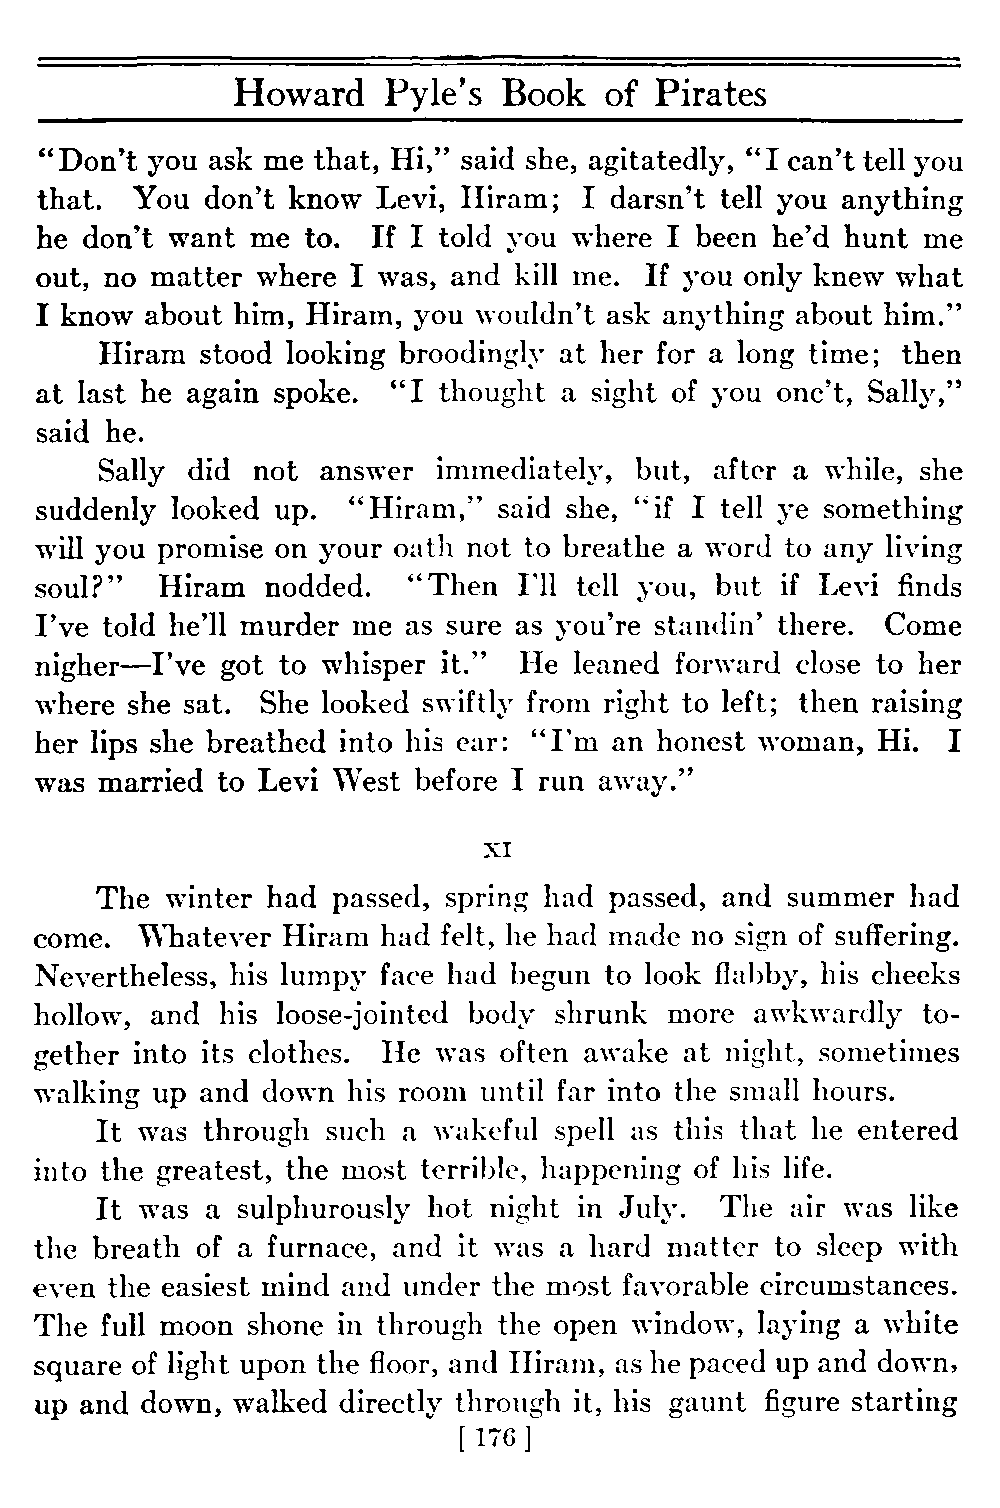 Howard Pyle's Book of Pirates
"Don't you ask me that, Hi," said she, agitatedly, "I can't tell you
that. You don't know Levi, Hiram; I darsn't tell you anything
he don't want me to. If I told you where I been he'd hunt me
out, no matter where I was, and kill me. If you only knew what
I know about him, Hiram, you wouldn't ask anything about him."
Hiram stood looking broodingly at her for a long time; then
at last he again spoke. "I thought a sight of you onc't, Sally,"
said he.
Sally did not answer immediately, but, after a while, she
suddenly looked up. "Hiram," said she, "if I tell ye something
will you promise on your oath not to breathe a word to any living
soul?" Hiram nodded. "Then I'll tell you, but if Levi finds
I've told he'll murder me as sure as you're standin' there. Come
nigher—I've got to whisper it." He leaned forward close to her
where she sat. She looked swiftly from right to left; then raising
her lips she breathed into his ear: "I'm an honest woman, Hi. I
was married to Levi West before I run away."
XI
The winter had passed, spring had passed, and summer had
come. Whatever Hiram had felt, he had made no sign of suffering.
Nevertheless, his lumpy face had begun to look flabby, his cheeks
hollow, and his loose-jointed body shrunk more awkwardly to-
gether into its clothes. He was often awake at night, sometimes
walking up and down his room until far into the small hours.
It was through such a wakeful spell as this that he entered
into the greatest, the most terrible, happening of his life.
It was a sulphurously hot night in July. The air was like
the breath of a furnace, and it was a hard matter to sleep with
even the easiest mind and under the most favorable circumstances.
The full moon shone in through the open window, laying a white
square of light upon the floor, and Hiram, as he paced up and down,
up and down, walked directly through it, his gaunt figure starting
[ 176 ]